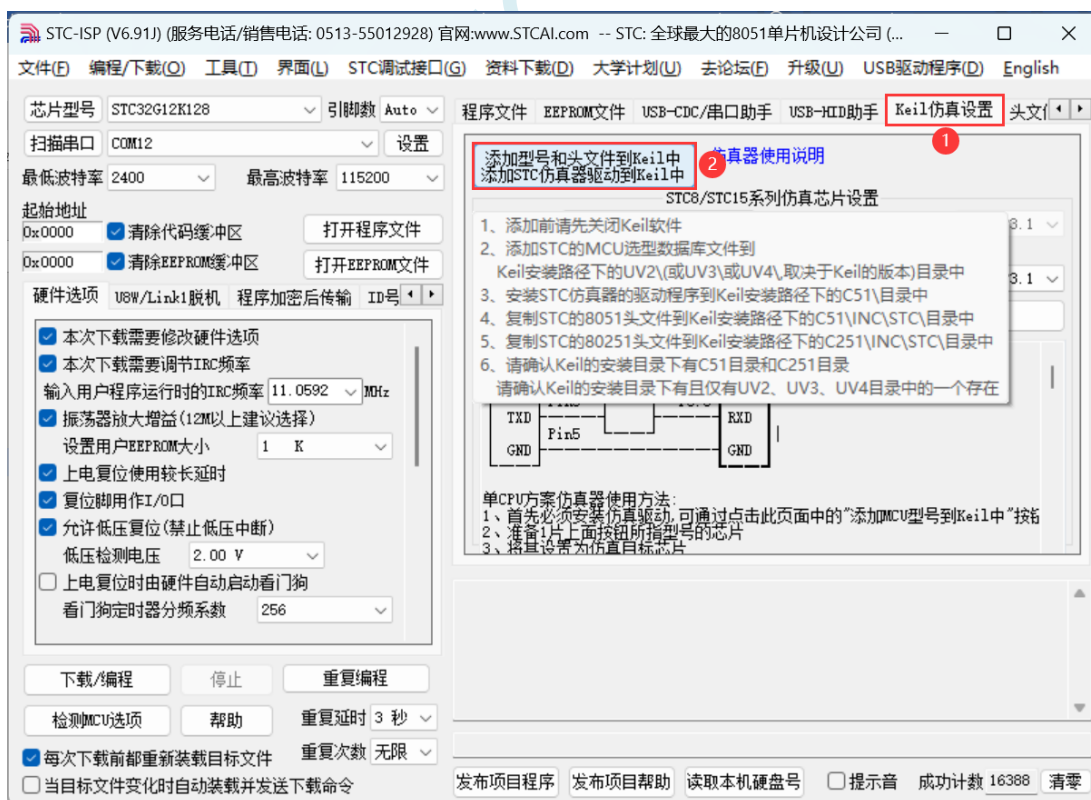 STC-ISP (V6.91J) (服务电话/销售电话: 0513-55012928) 官网:www.STCAI.com -- STC: 全球最大的8051单片机设计公司 (...
文件(F) 编程/下载(O) 工具(T) 界面(L) STC调试接口(G) 资料下载(D) 大学计划(U) 去论坛(F) 升级(U) USB驱动程序(D) English
芯片型号 STC32G12K128 引脚数 Auto
扫描串口 COM12 设置
最低波特率 2400 最高波特率 115200
起始地址
0x0000 清除代码缓冲区 打开程序文件
0x0000 清除EEPROM缓冲区 打开EEPROM文件
硬件选项 U8W/Link1脱机 程序加密后传输 ID号
本次下载需要修改硬件选项
本次下载需要调节IRC频率
输入用户程序运行时的IRC频率 11.0592 MHz
振荡器放大增益(12M以上建议选择)
设置用户EEPROM大小 1 K
上电复位使用较长延时
复位脚用作I/O口
允许低压复位(禁止低压中断)
低压检测电压 2.00 V
上电复位时由硬件自动启动看门狗
看门狗定时器分频系数 256
下载/编程 停止 重复编程
检测MCU选项 帮助 重复延时 3 秒
每次下载前都重新装载目标文件 重复次数 无限
当目标文件变化时自动装载并发送下载命令
程序文件 EEPROM文件 USB-CDC/串口助手 USB-HID助手 Keil仿真设置 头文
1
添加型号和头文件到Keil中
添加STC仿真器驱动到Keil中
2
仿真器使用说明
STC8/STC15系列仿真芯片设置
3.1
3.1
1、添加前请先关闭Keil软件
2、添加STC的MCU选型数据库文件到
Keil安装路径下的UV2\(或UV3\或UV4\,取决于Keil的版本)目录中
3、安装STC仿真器的驱动程序到Keil安装路径下的C51\目录中
4、复制STC的8051头文件到Keil安装路径下的C51\INC\STC\目录中
5、复制STC的80251头文件到Keil安装路径下的C251\INC\STC\目录中
6、请确认Keil的安装目录下有C51目录和C251目录
请确认Keil的安装目录下有且仅有UV2、UV3、UV4目录中的一个存在
TXD RXD
Pin5
GND GND
单CPU方案仿真器使用方法:
1、首先必须安装仿真驱动,可通过点击此页面中的"添加MCU型号到Keil中"按钮
2、准备1片上面按钮所指型号的芯片
3、将其设置为仿真目标芯片
发布项目程序 发布项目帮助 读取本机硬盘号 提示音 成功计数 16388 清零